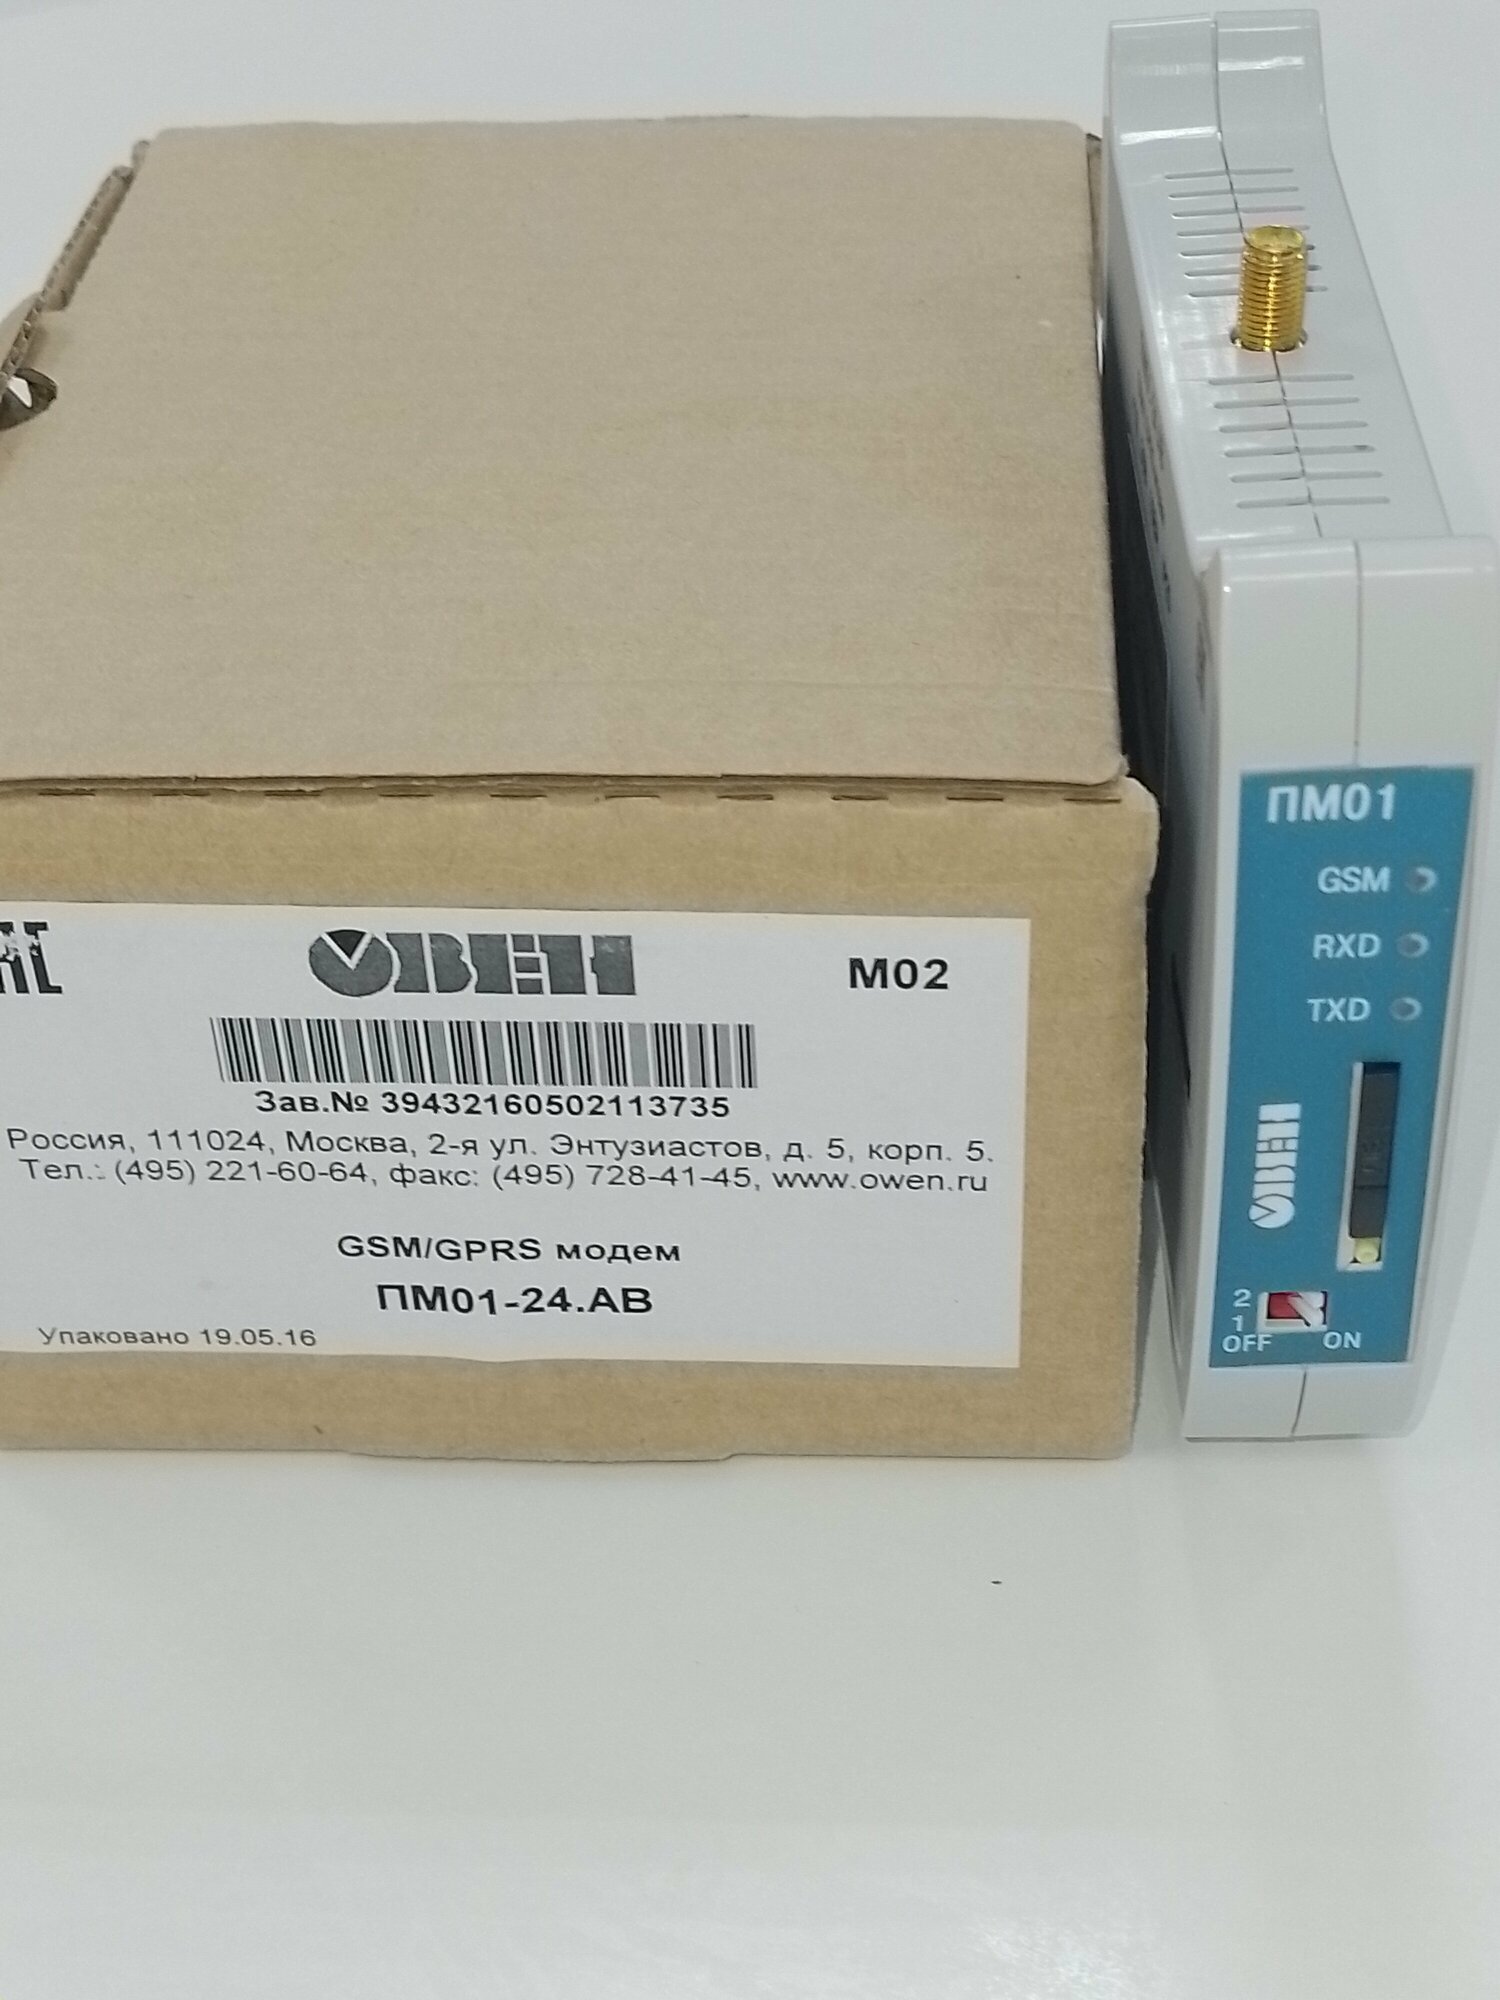 ОВЕН
М02
Зав.№ 39432160502113735
Россия, 111024, Москва, 2-я ул. Энтузиастов, д. 5, корп. 5.
Тел.: (495) 221-60-64, факс: (495) 728-41-45, www.owen.ru
GSM/GPRS модем
ПМ01-24.АВ
Упаковано 19.05.16
ПМ01
GSM
RXD
TXD
ОВЕН
2
1
OFF
ON